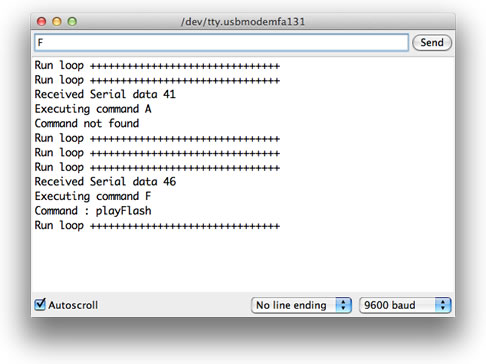 /dev/tty.usbmodemfa131
F
Send
Run loop +++++++++++++++++++++++++++++++
Run loop +++++++++++++++++++++++++++++++
Received Serial data 41
Executing command A
Command not found
Run loop +++++++++++++++++++++++++++++++
Run loop +++++++++++++++++++++++++++++++
Run loop +++++++++++++++++++++++++++++++
Received Serial data 46
Executing command F
Command : playFlash
Run loop +++++++++++++++++++++++++++++++
Autoscroll
No line ending
9600 baud